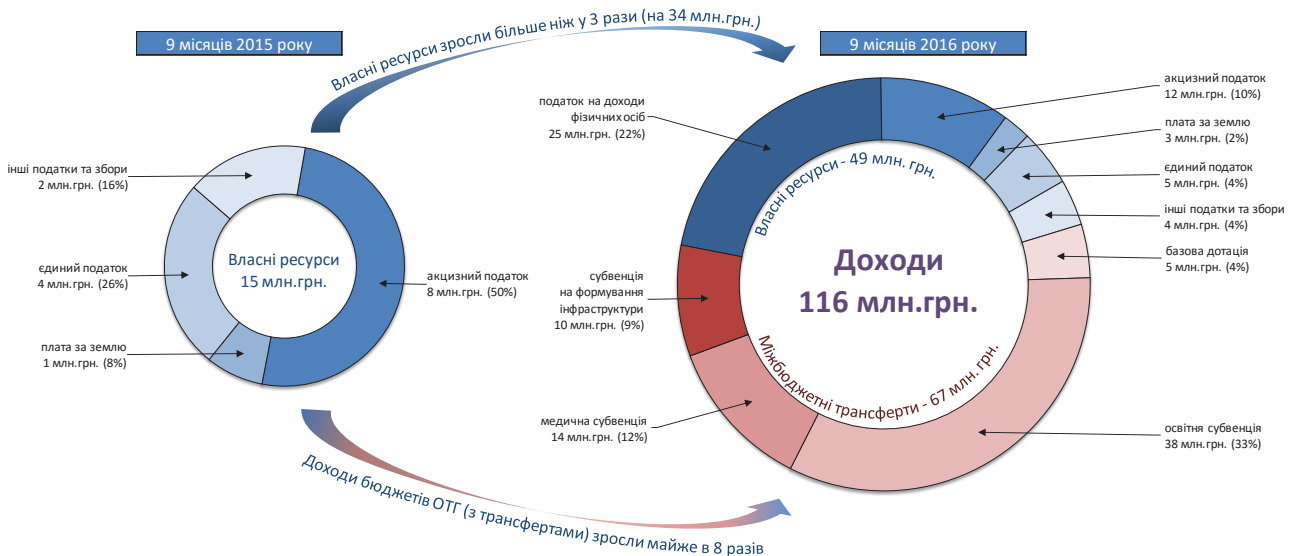 9 місяців 2015 року
Власні ресурси зросли більше ніж у 3 рази (на 34 млн.грн.)
9 місяців 2016 року
інші податки та збори
2 млн.грн. (16%)
єдиний податок
4 млн.грн. (26%)
плата за землю
1 млн.грн. (8%)
Власні ресурси
15 млн.грн.
акцизний податок
8 млн.грн. (50%)
податок на доходи
фізичних осіб
25 млн.грн. (22%)
субвенція
на формування
інфраструктури
10 млн.грн. (9%)
медична субвенція
14 млн.грн. (12%)
Власні ресурси - 49 млн. грн.
Доходи
116 млн.грн.
Міжбюджетні трансферти - 67 млн. грн.
акцизний податок
12 млн.грн. (10%)
плата за землю
3 млн.грн. (2%)
єдиний податок
5 млн.грн. (4%)
інші податки та збори
4 млн.грн. (4%)
базова дотація
5 млн.грн. (4%)
освітня субвенція
38 млн.грн. (33%)
Доходи бюджетів ОТГ (з трансфертами) зросли майже в 8 разів